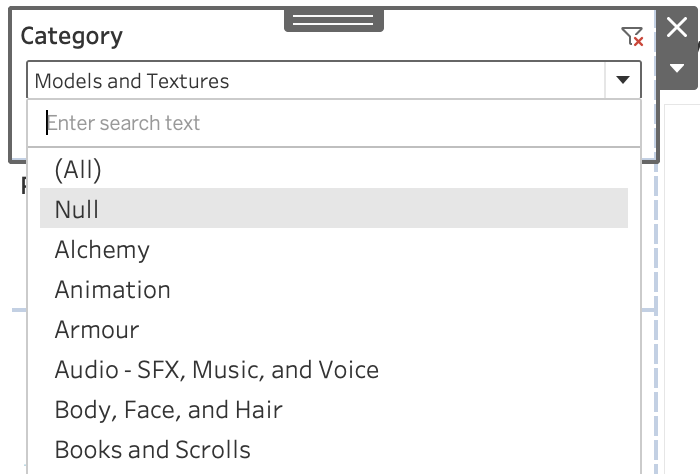 Category
Models and Textures
Enter search text
(All)
Null
Alchemy
Animation
Armour
Audio - SFX, Music, and Voice
Body, Face, and Hair
Books and Scrolls